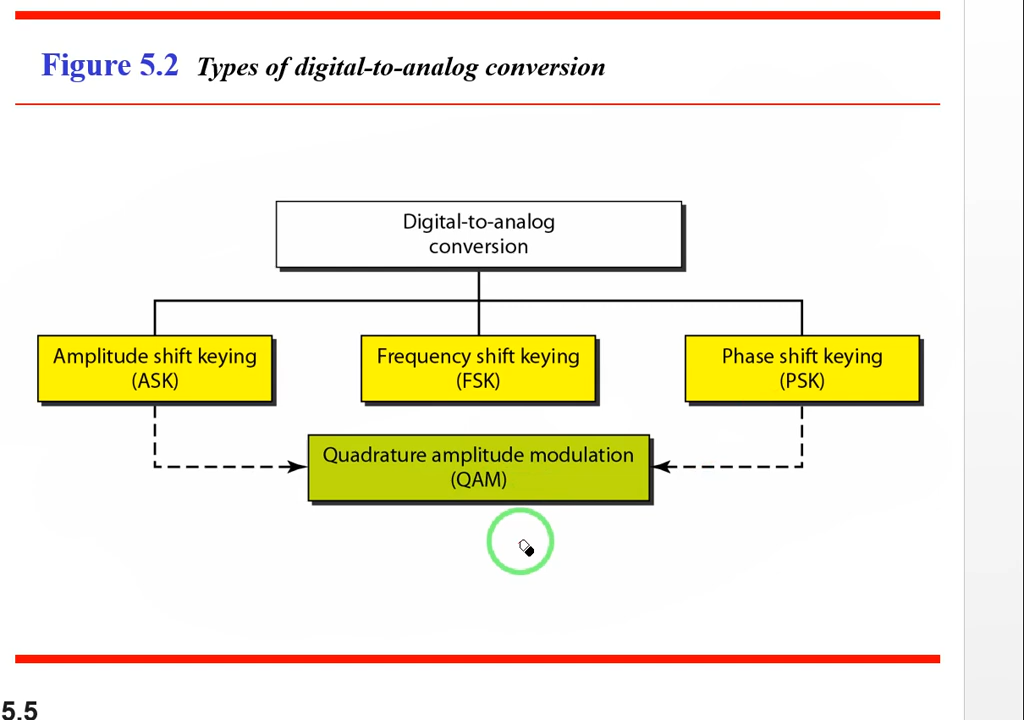 Figure 5.2 Types of digital-to-analog conversion
Digital-to-analog
conversion
Amplitude shift keying
(ASK)
Frequency shift keying
(FSK)
Phase shift keying
(PSK)
Quadrature amplitude modulation
(QAM)
5.5